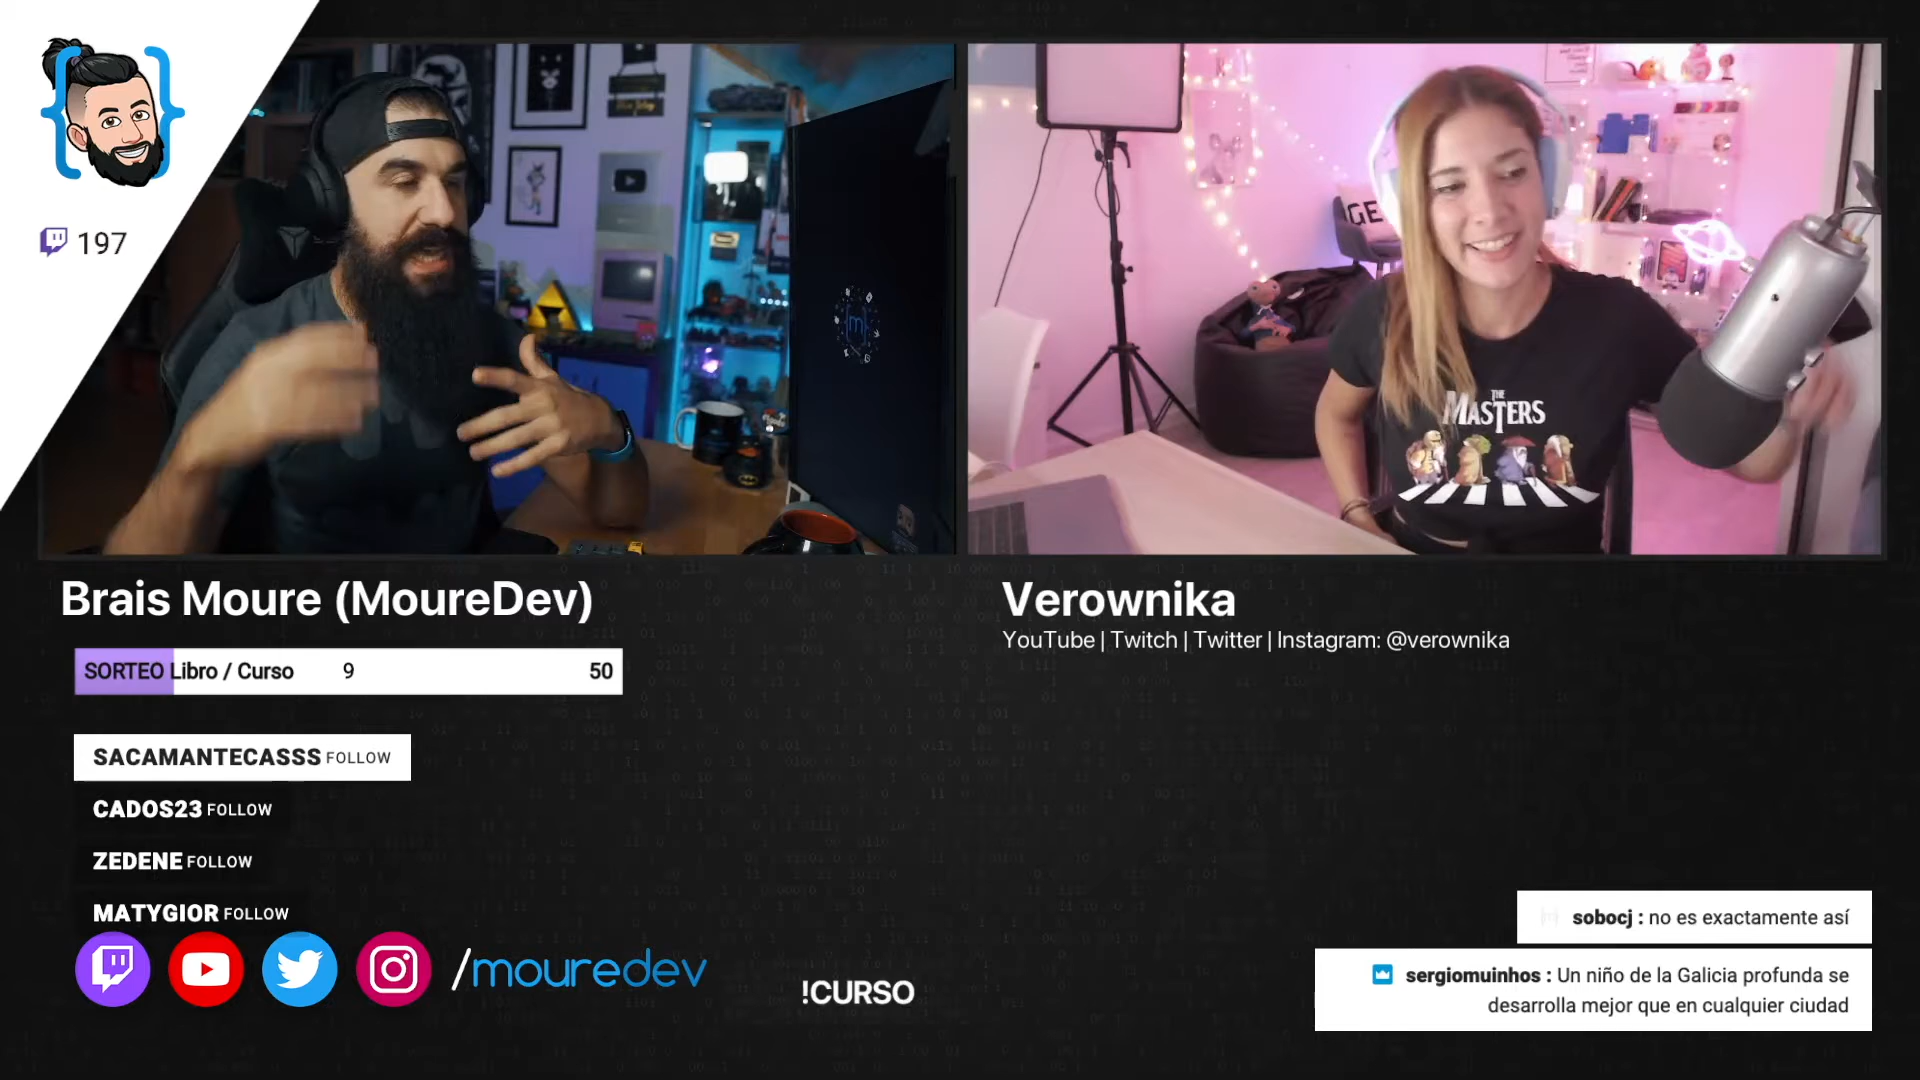 197
GE
THE
MASTERS
{m}
Brais Moure (MoureDev)
Verownika
YouTube | Twitch | Twitter | Instagram: @verownika
SORTEO Libro / Curso 9 50
SACAMANTECASSS FOLLOW
CADOS23 FOLLOW
ZEDENE FOLLOW
MATYGIOR FOLLOW
/mouredev
!CURSO
sobocj : no es exactamente así
sergiomuinhos : Un niño de la Galicia profunda se
desarrolla mejor que en cualquier ciudad